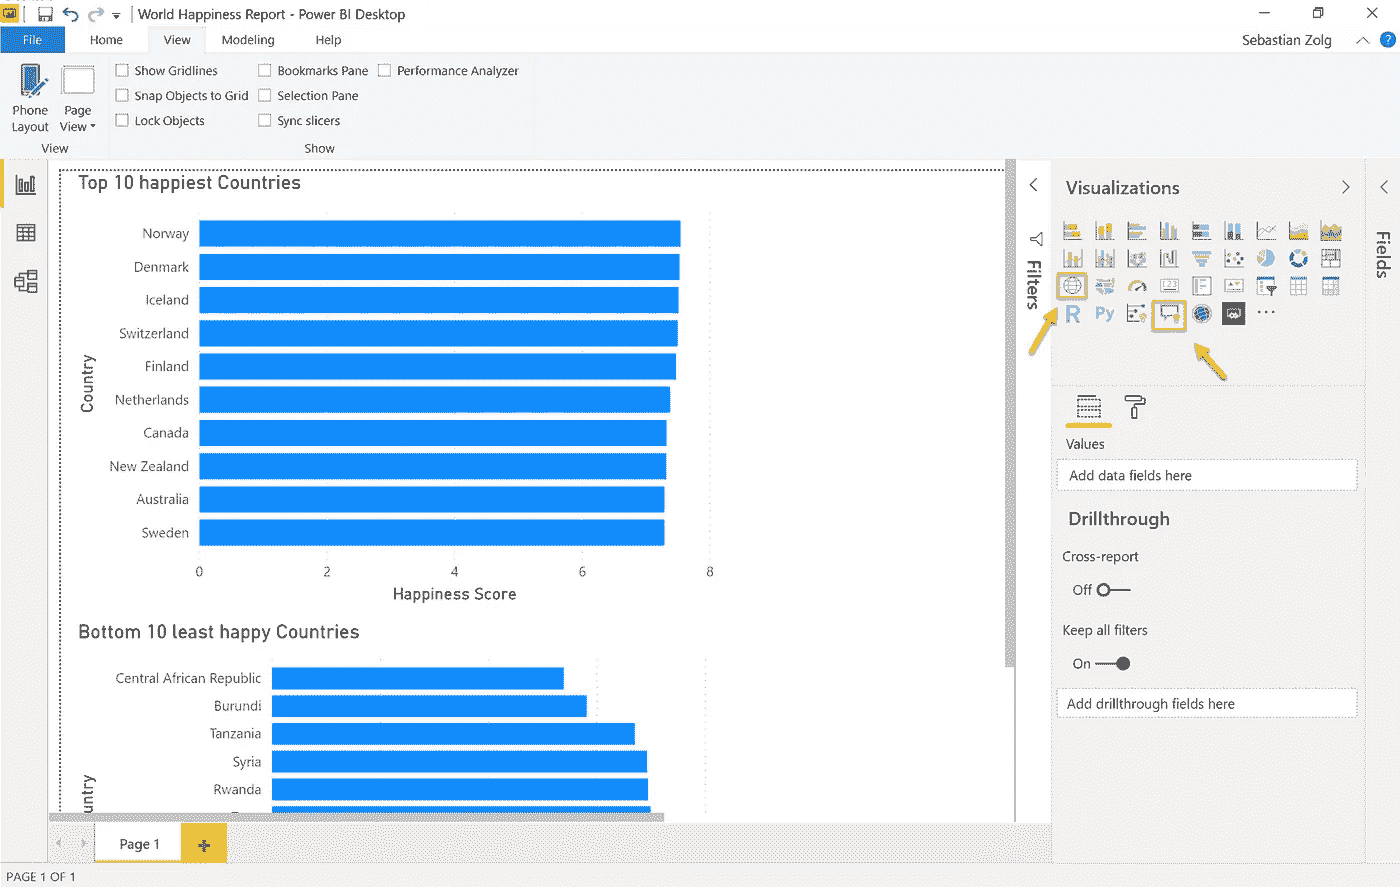 World Happiness Report - Power BI Desktop
File Home View Modeling Help Sebastian Zolg ?
Show Gridlines Bookmarks Pane Performance Analyzer
Snap Objects to Grid Selection Pane
Lock Objects Sync slicers
Phone Layout
Page View
View Show
Top 10 happiest Countries
Norway
Denmark
Iceland
Switzerland
Finland
Netherlands
Canada
New Zealand
Australia
Sweden
Country
0 2 4 6 8
Happiness Score
Bottom 10 least happy Countries
Central African Republic
Burundi
Tanzania
Syria
Rwanda
untry
Filters
Visualizations
123
R Py
Values
Add data fields here
Drillthrough
Cross-report
Off
Keep all filters
On
Add drillthrough fields here
Fields
Page 1 +
PAGE 1 OF 1